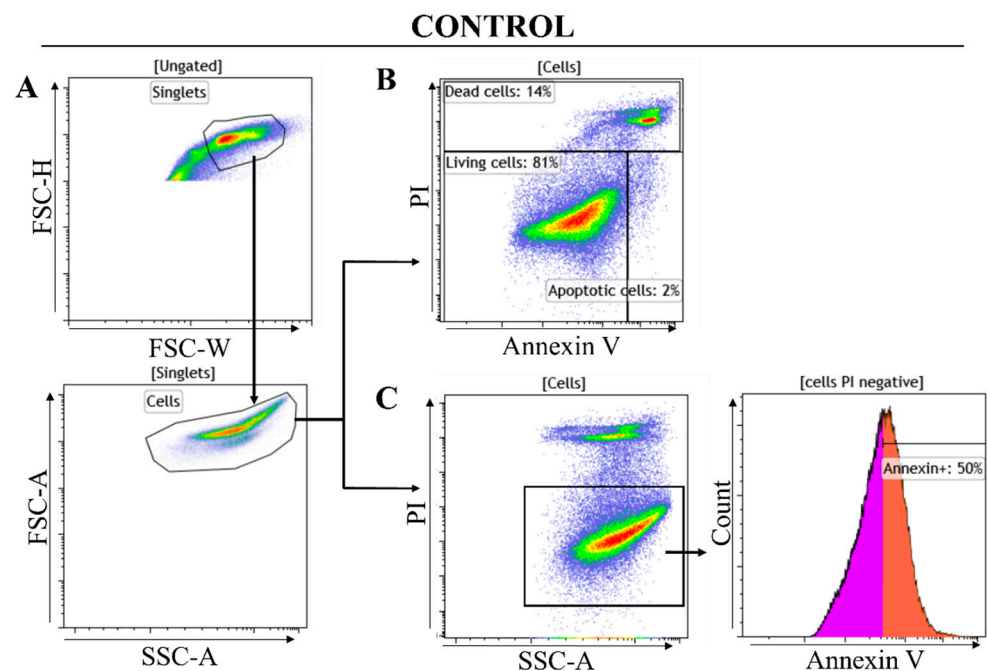 CONTROL
A
[Ungated]
Singlets
FSC-H
FSC-W
[Singlets]
Cells
FSC-A
SSC-A
B
[Cells]
Dead cells: 14%
Living cells: 81%
Apoptotic cells: 2%
PI
Annexin V
C
[Cells]
PI
SSC-A
[cells PI negative]
Annexin+: 50%
Count
Annexin V